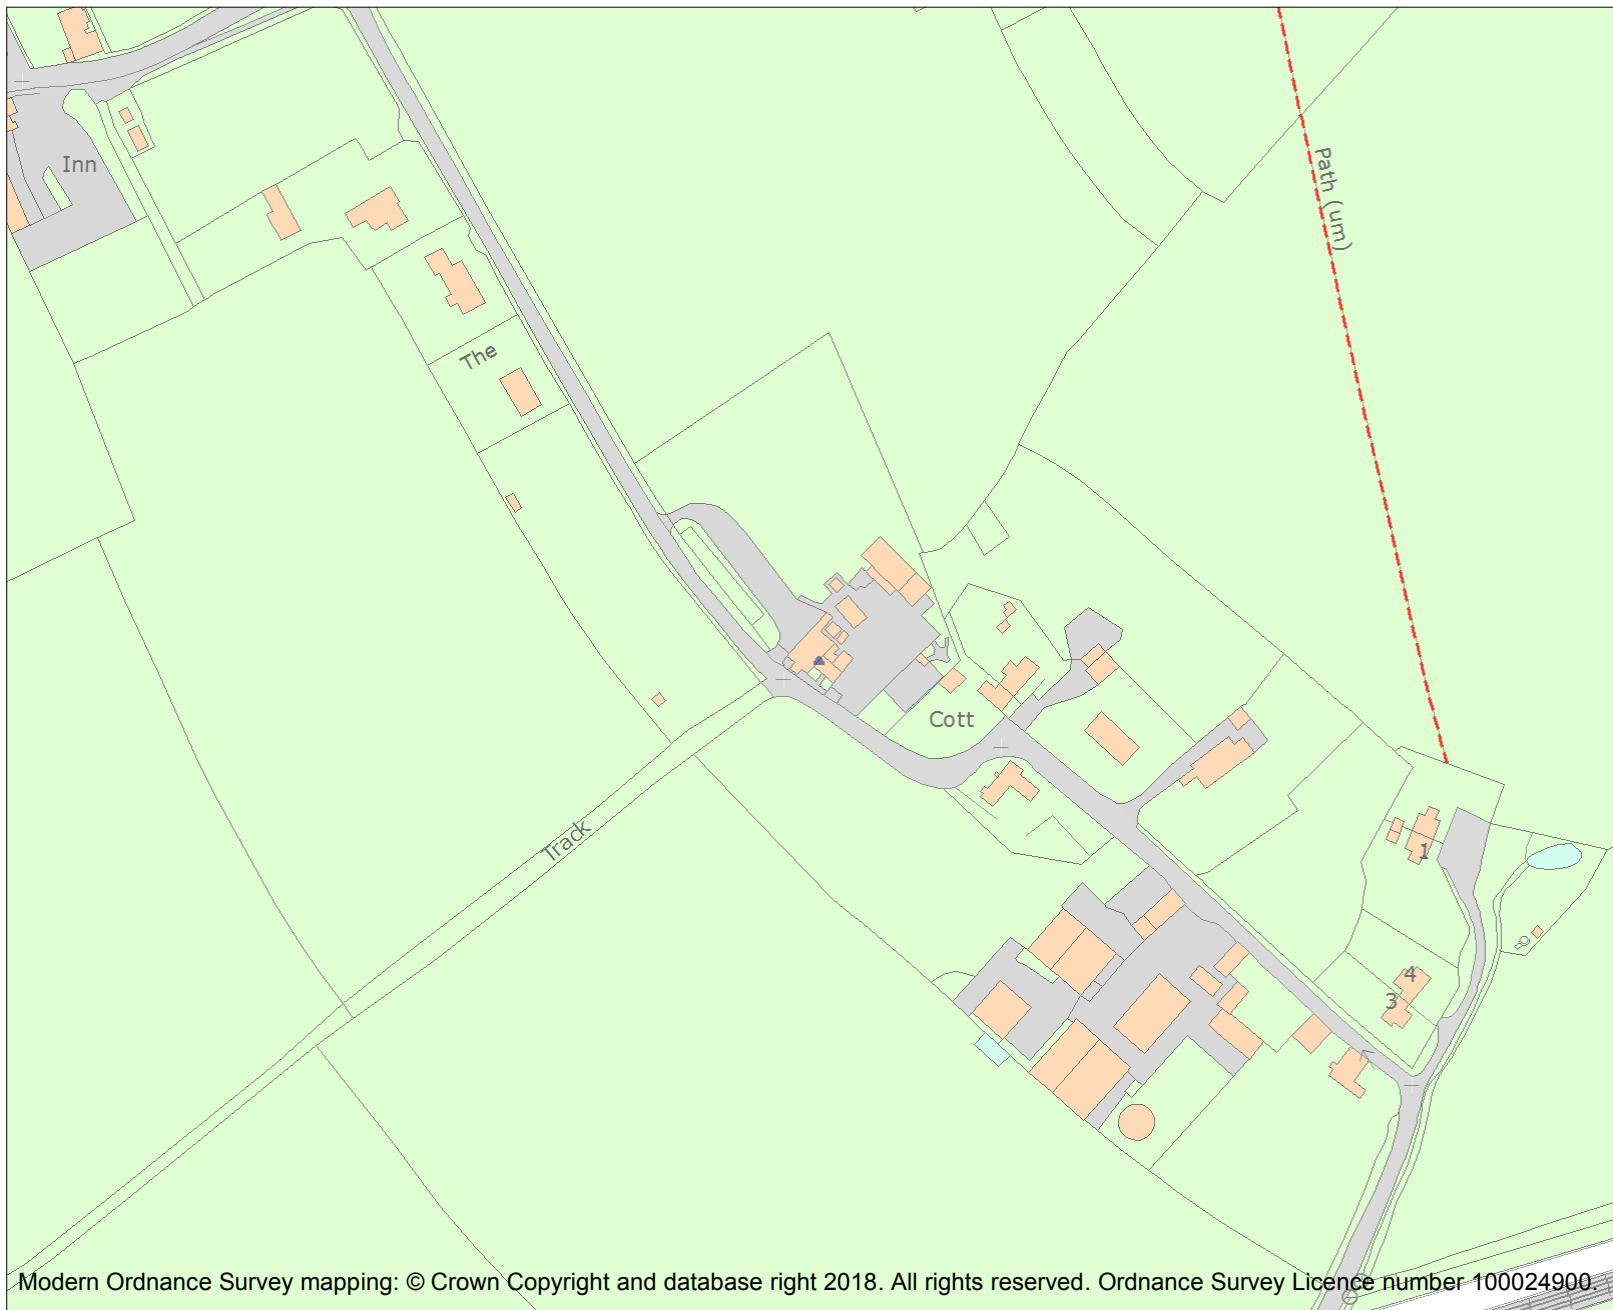 Inn
Path (um)
The
Cott
Track
1
4
3
Modern Ordnance Survey mapping: © Crown Copyright and database right 2018. All rights reserved. Ordnance Survey Licence number 100024900.